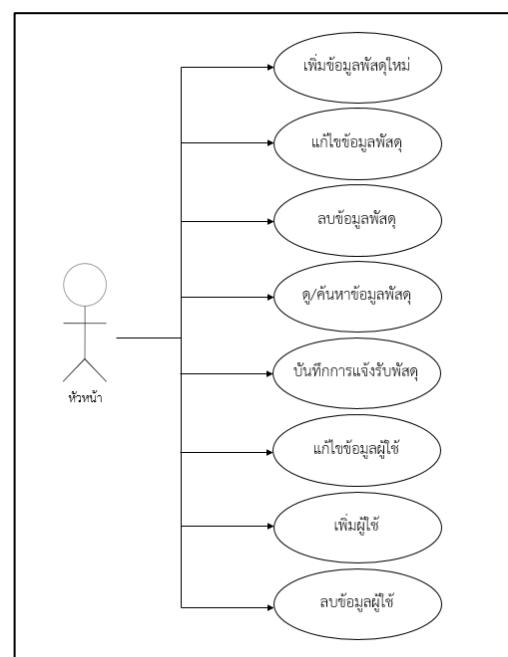 เพิ่มข้อมูลพัสดุใหม่
แก้ไขข้อมูลพัสดุ
ลบข้อมูลพัสดุ
ดู/ค้นหาข้อมูลพัสดุ
หัวหน้า
บันทึกการแจ้งรับพัสดุ
แก้ไขข้อมูลผู้ใช้
เพิ่มผู้ใช้
ลบข้อมูลผู้ใช้